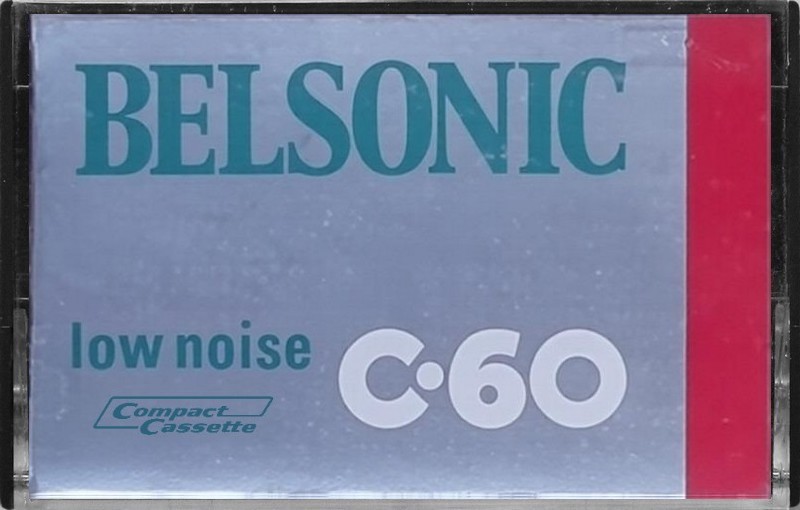 BELSONIC
low noise C·60
Compact
Cassette